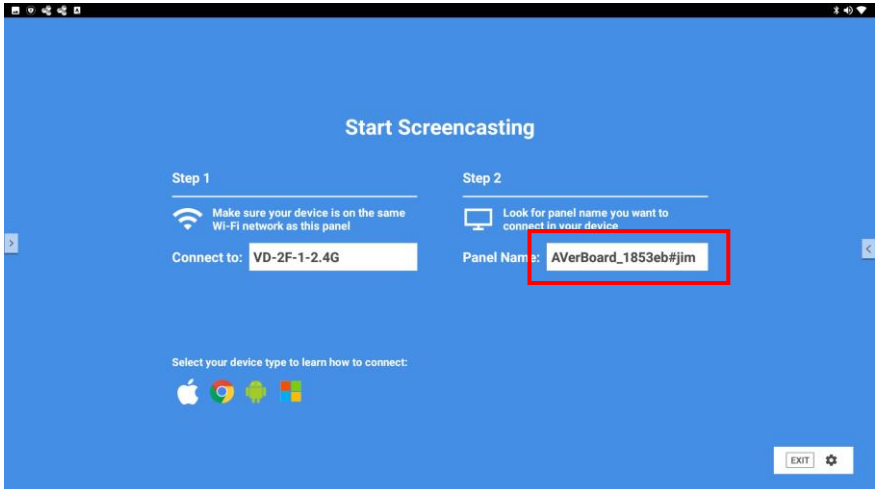 Start Screencasting
Step 1
Make sure your device is on the same
Wi-Fi network as this panel
Connect to: VD-2F-1-2.4G
Step 2
Look for panel name you want to
connect in your device
Panel Name: AVerBoard_1853eb#jim
Select your device type to learn how to connect:
EXIT